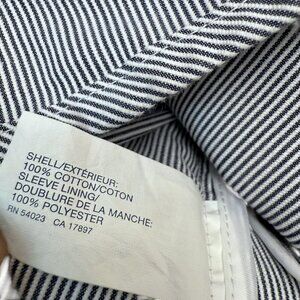 SHELL/EXTÉRIEUR:
100% COTTON/COTON
SLEEVE LINING/
DOUBLURE DE LA MANCHE:
100% POLYESTER
RN 54023 CA 17897